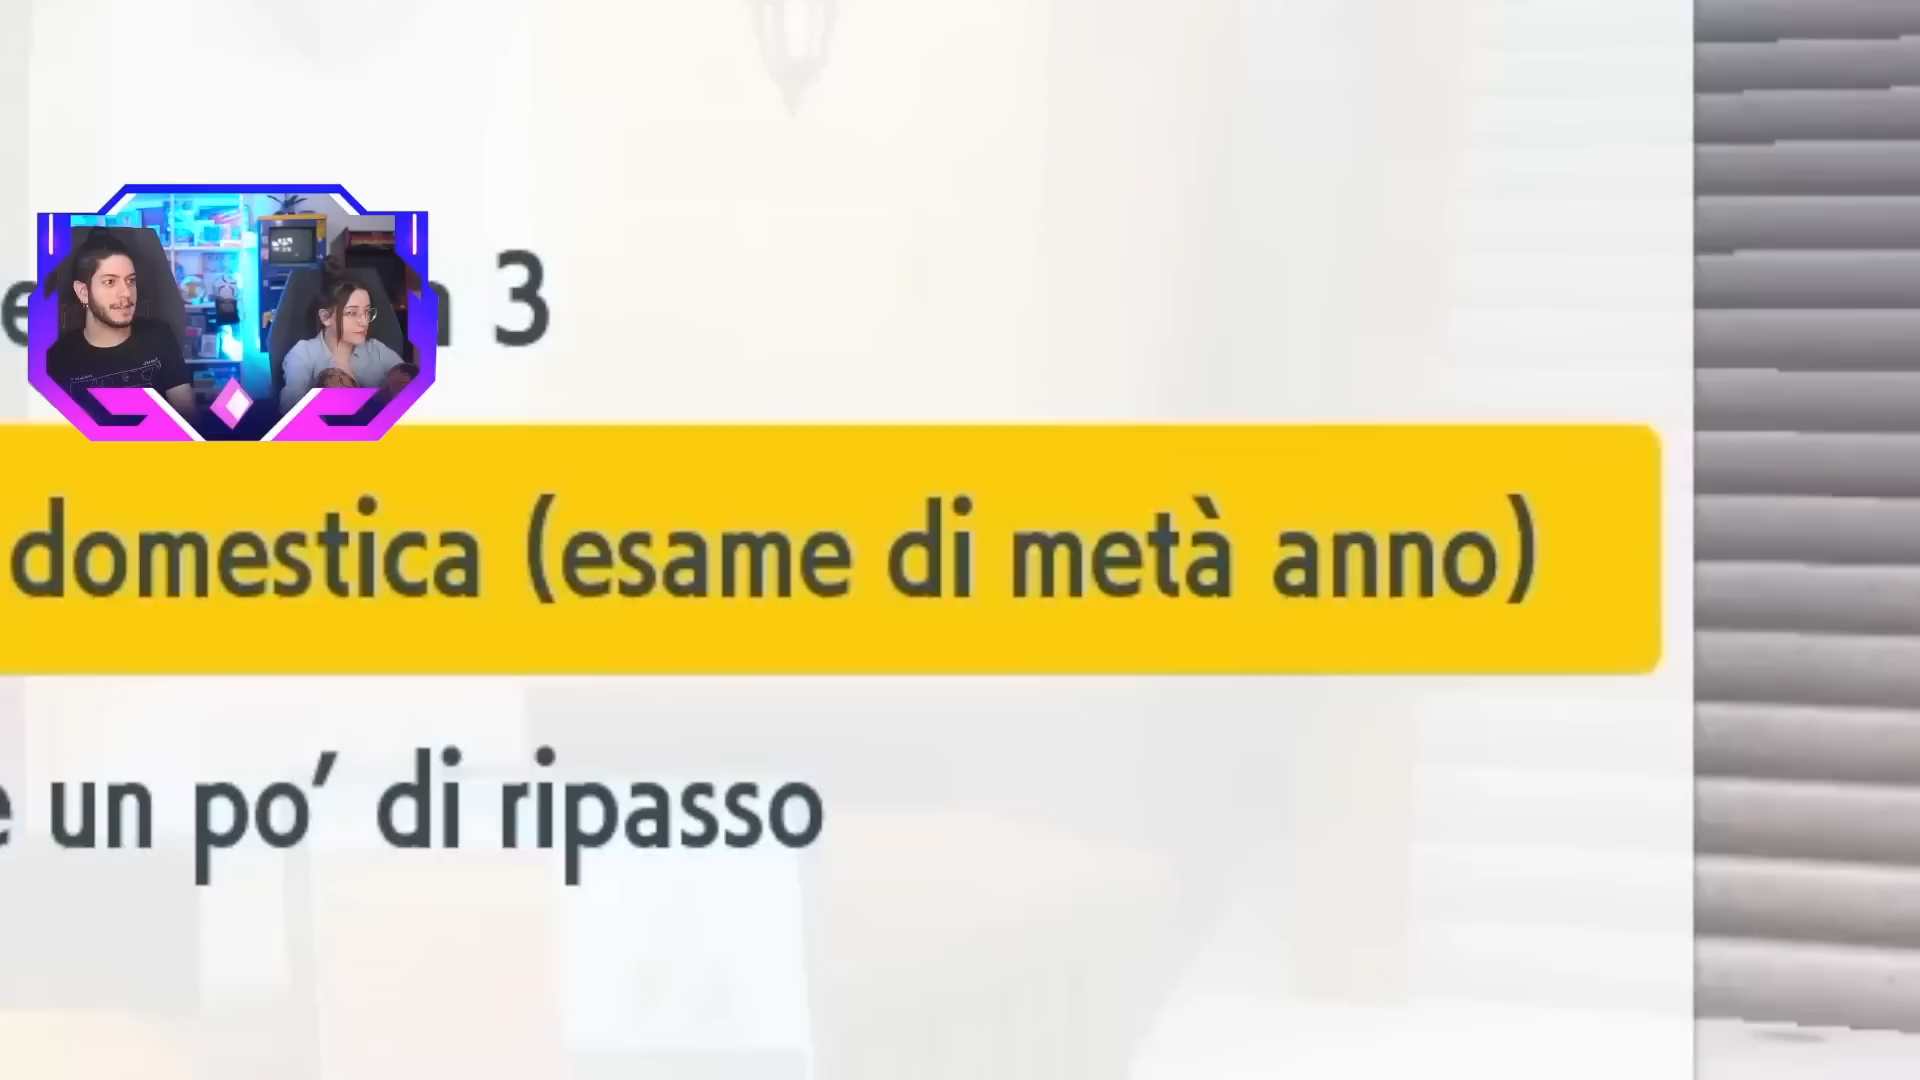 3
domestica (esame di metà anno)
un po’ di ripasso